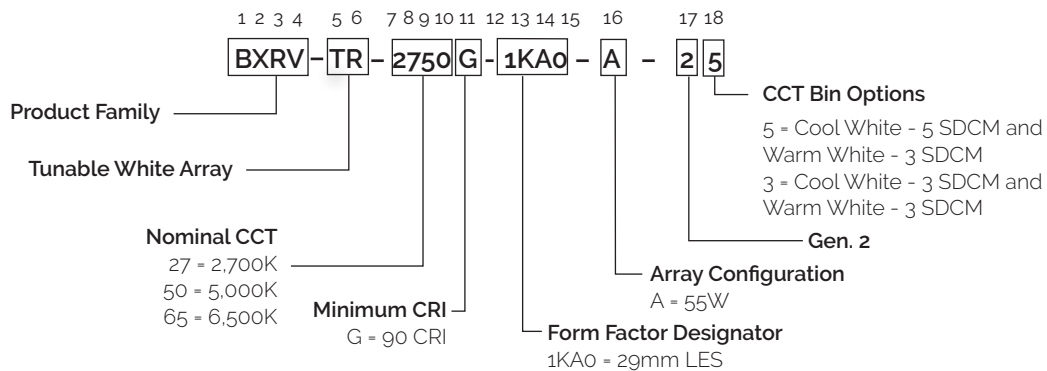 1 2 3 4 5 6 7 8 9 10 11 12 13 14 15 16 17 18
BXRV – TR – 2750 G - 1KA0 – A – 2 5
Product Family
Tunable White Array
Nominal CCT
27 = 2,700K
50 = 5,000K
65 = 6,500K
Minimum CRI
G = 90 CRI
Form Factor Designator
1KA0 = 29mm LES
Array Configuration
A = 55W
Gen. 2
CCT Bin Options
5 = Cool White - 5 SDCM and
Warm White - 3 SDCM
3 = Cool White - 3 SDCM and
Warm White - 3 SDCM